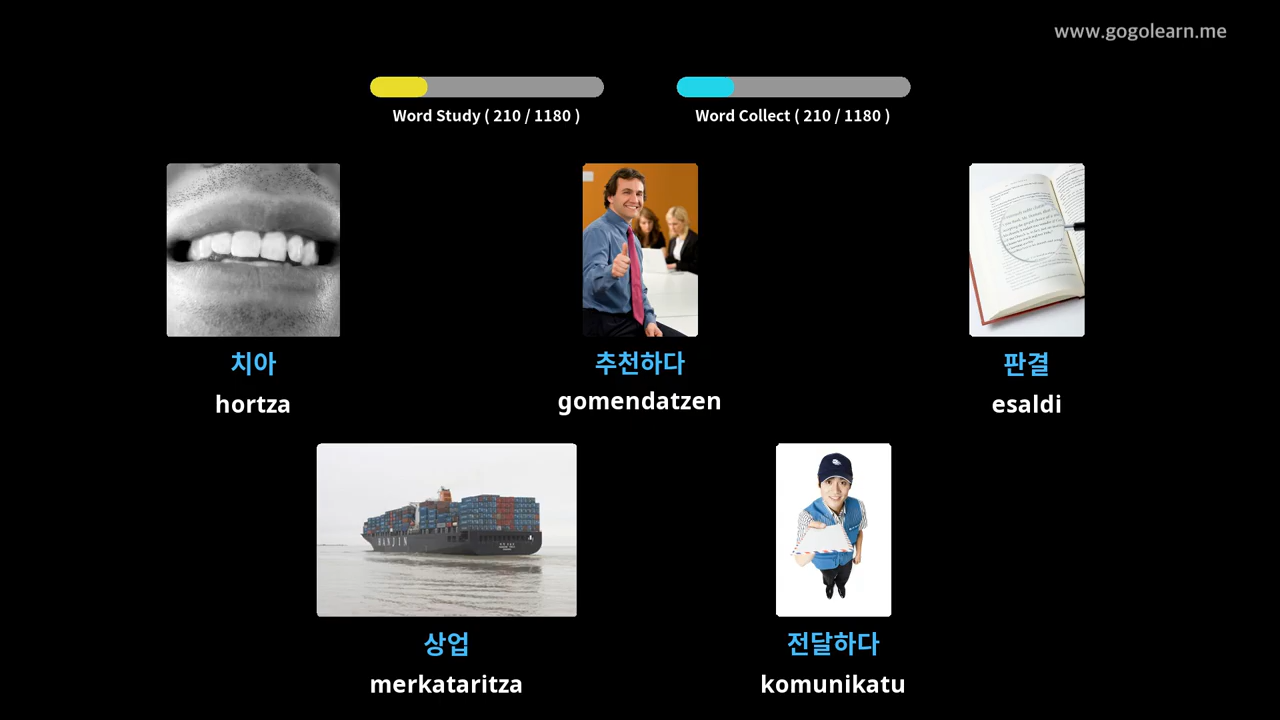 www.gogolearn.me
Word Study ( 210 / 1180 )
Word Collect ( 210 / 1180 )
치아
hortza
추천하다
gomendatzen
판결
esaldi
HANJIN
상업
merkataritza
전달하다
komunikatu